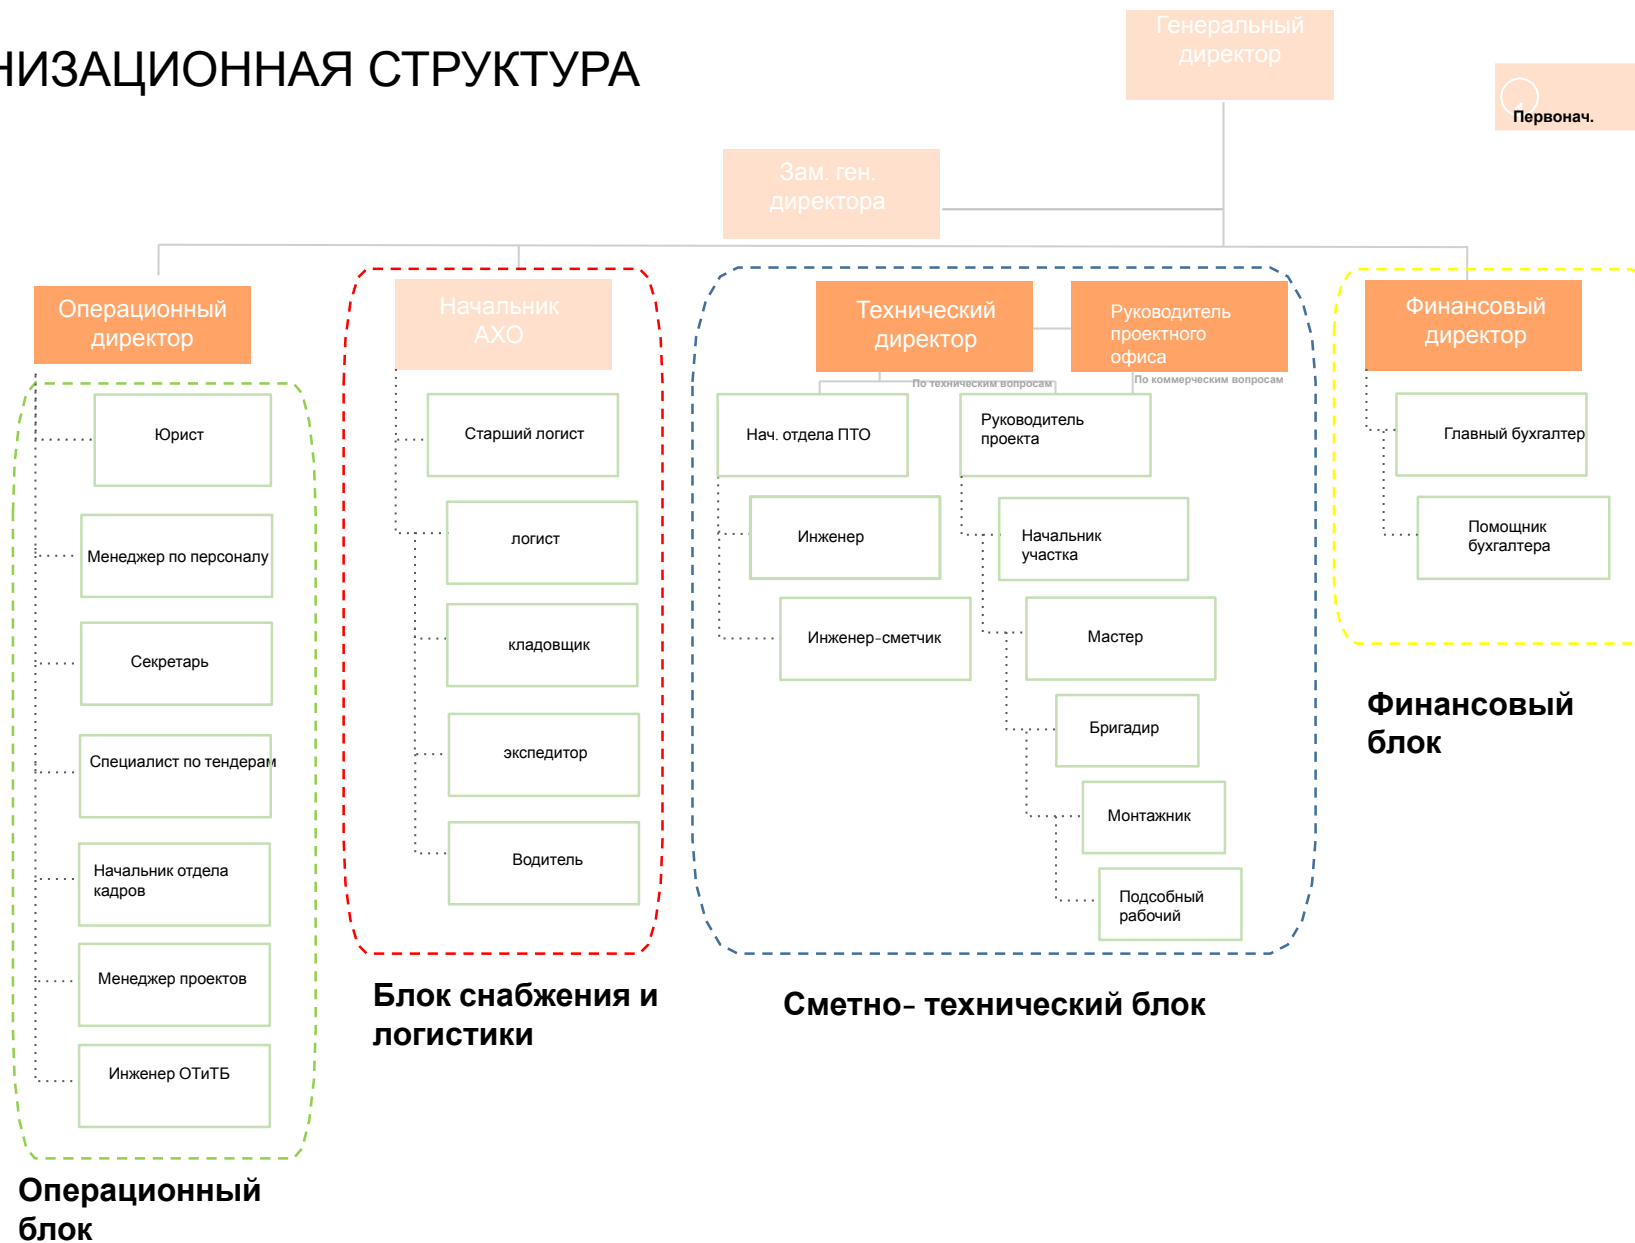 Генеральный
директор
НИЗАЦИОННАЯ СТРУКТУРА
Первонач.
Зам. ген.
директора
Операционный
директор
Начальник
АХО
Технический
директор
Руководитель
проектного
офиса
Финансовый
директор
По техническим вопросам
По коммерческим вопросам
Юрист
Менеджер по персоналу
Секретарь
Специалист по тендерам
Начальник отдела
кадров
Менеджер проектов
Инженер ОТиТБ
Операционный
блок
Старший логист
логист
кладовщик
экспедитор
Водитель
Блок снабжения и
логистики
Нач. отдела ПТО
Инженер
Инженер-сметчик
Руководитель
проекта
Начальник
участка
Мастер
Бригадир
Монтажник
Подсобный
рабочий
Сметно- технический блок
Главный бухгалтер
Помощник
бухгалтера
Финансовый
блок